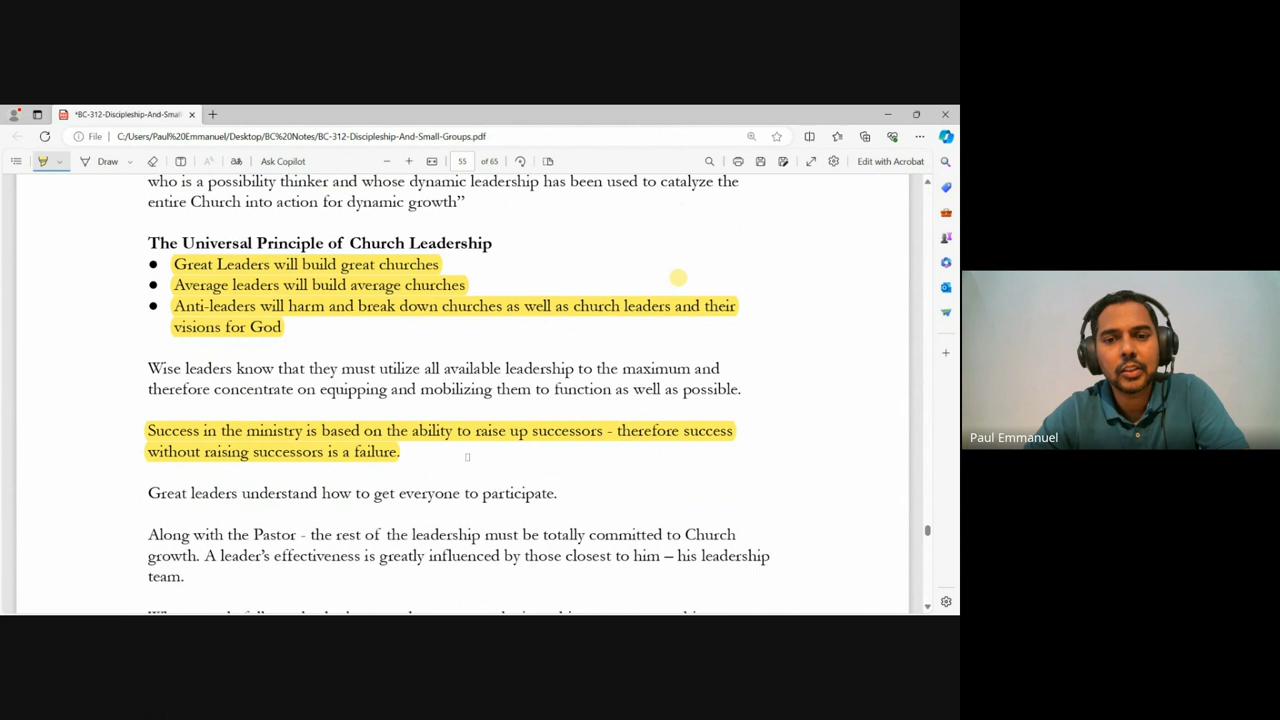 *BC-312-Discipleship-And-Small-
File
C:/Users/Paul%20Emmanuel/Desktop/BC%20Notes/BC-312-Discipleship-And-Small-Groups.pdf
Draw
Ask Copilot
55 of 65
Edit with Acrobat
who is a possibility thinker and whose dynamic leadership has been used to catalyze the
entire Church into action for dynamic growth”
The Universal Principle of Church Leadership
● Great Leaders will build great churches
● Average leaders will build average churches
● Anti-leaders will harm and break down churches as well as church leaders and their
visions for God
Wise leaders know that they must utilize all available leadership to the maximum and
therefore concentrate on equipping and mobilizing them to function as well as possible.
Success in the ministry is based on the ability to raise up successors - therefore success
without raising successors is a failure.
Great leaders understand how to get everyone to participate.
Along with the Pastor - the rest of the leadership must be totally committed to Church
growth. A leader’s effectiveness is greatly influenced by those closest to him – his leadership
team.
Paul Emmanuel